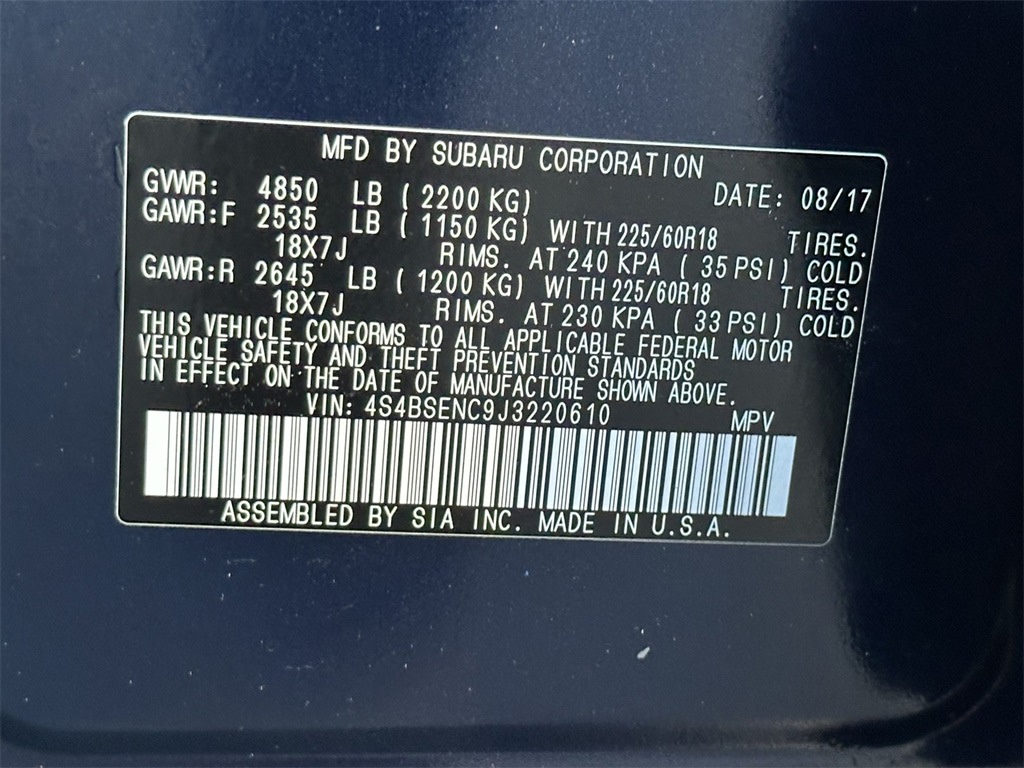 MFD BY SUBARU CORPORATION
GVWR: 4850 LB ( 2200 KG) DATE: 08/17
GAWR:F 2535 LB ( 1150 KG) WITH 225/60R18 TIRES.
18X7J RIMS. AT 240 KPA ( 35 PSI) COLD
GAWR:R 2645 LB ( 1200 KG) WITH 225/60R18 TIRES.
18X7J RIMS. AT 230 KPA ( 33 PSI) COLD
THIS VEHICLE CONFORMS TO ALL APPLICABLE FEDERAL MOTOR
VEHICLE SAFETY AND THEFT PREVENTION STANDARDS
IN EFFECT ON THE DATE OF MANUFACTURE SHOWN ABOVE.
VIN: 4S4BSENC9J3220610 MPV
ASSEMBLED BY SIA INC. MADE IN U.S.A.